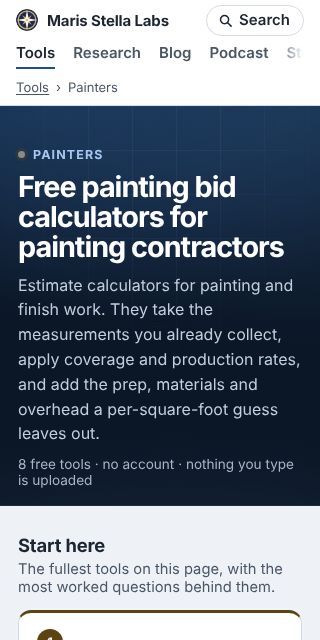 Maris Stella Labs
Search
Tools Research Blog Podcast St
Tools › Painters
PAINTERS
Free painting bid
calculators for
painting contractors
Estimate calculators for painting and
finish work. They take the
measurements you already collect,
apply coverage and production rates,
and add the prep, materials and
overhead a per-square-foot guess
leaves out.
8 free tools · no account · nothing you type
is uploaded
Start here
The fullest tools on this page, with the
most worked questions behind them.